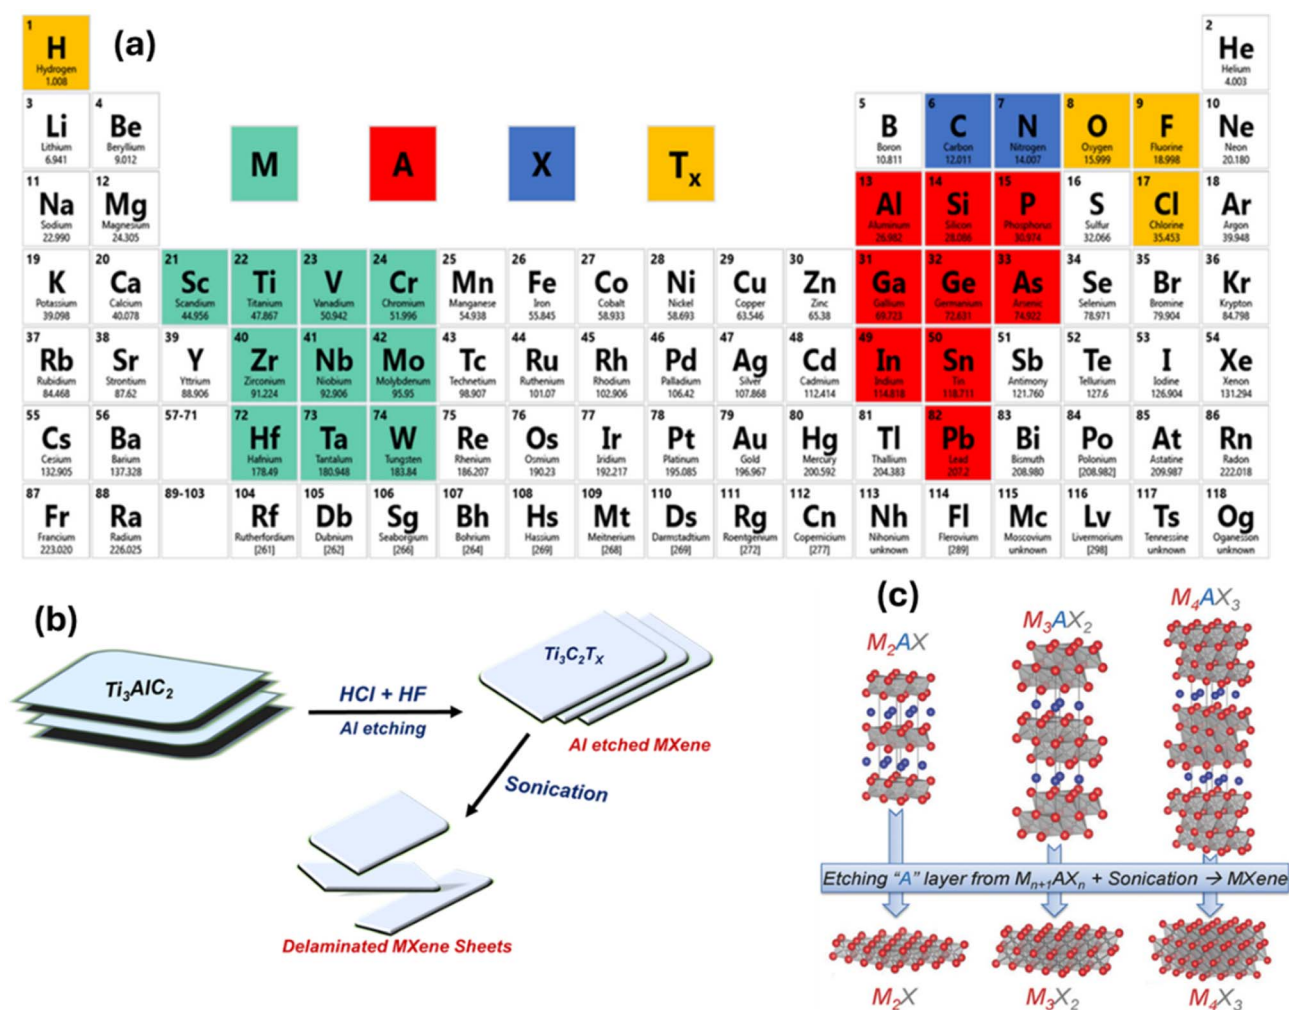 (a)
1
H
Hydrogen
1.008
2
He
Helium
4.003
3
Li
Lithium
6.941
4
Be
Beryllium
9.012
M
A
X
Tx
5
B
Boron
10.811
6
C
Carbon
12.011
7
N
Nitrogen
14.007
8
O
Oxygen
15.999
9
F
Fluorine
18.998
10
Ne
Neon
20.180
11
Na
Sodium
22.990
12
Mg
Magnesium
24.305
13
Al
Aluminum
26.982
14
Si
Silicon
28.086
15
P
Phosphorus
30.974
16
S
Sulfur
32.066
17
Cl
Chlorine
35.453
18
Ar
Argon
39.948
19
K
Potassium
39.098
20
Ca
Calcium
40.078
21
Sc
Scandium
44.956
22
Ti
Titanium
47.867
23
V
Vanadium
50.942
24
Cr
Chromium
51.996
25
Mn
Manganese
54.938
26
Fe
Iron
55.845
27
Co
Cobalt
58.933
28
Ni
Nickel
58.693
29
Cu
Copper
63.546
30
Zn
Zinc
65.38
31
Ga
Gallium
69.723
32
Ge
Germanium
72.631
33
As
Arsenic
74.922
34
Se
Selenium
78.971
35
Br
Bromine
79.904
36
Kr
Krypton
84.798
37
Rb
Rubidium
84.468
38
Sr
Strontium
87.62
39
Y
Yttrium
88.906
40
Zr
Zirconium
91.224
41
Nb
Niobium
92.906
42
Mo
Molybdenum
95.95
43
Tc
Technetium
98.907
44
Ru
Ruthenium
101.07
45
Rh
Rhodium
102.906
46
Pd
Palladium
106.42
47
Ag
Silver
107.868
48
Cd
Cadmium
112.414
49
In
Indium
114.818
50
Sn
Tin
118.711
51
Sb
Antimony
121.760
52
Te
Tellurium
127.6
53
I
Iodine
126.904
54
Xe
Xenon
131.294
55
Cs
Cesium
132.905
56
Ba
Barium
137.328
57-71
72
Hf
Hafnium
178.49
73
Ta
Tantalum
180.948
74
W
Tungsten
183.84
75
Re
Rhenium
186.207
76
Os
Osmium
190.23
77
Ir
Iridium
192.217
78
Pt
Platinum
195.085
79
Au
Gold
196.967
80
Hg
Mercury
200.592
81
Tl
Thallium
204.383
82
Pb
Lead
207.2
83
Bi
Bismuth
208.980
84
Po
Polonium
[208.982]
85
At
Astatine
209.987
86
Rn
Radon
222.018
87
Fr
Francium
223.020
88
Ra
Radium
226.025
89-103
104
Rf
Rutherfordium
[261]
105
Db
Dubnium
[262]
106
Sg
Seaborgium
[266]
107
Bh
Bohrium
[264]
108
Hs
Hassium
[269]
109
Mt
Meitnerium
[268]
110
Ds
Darmstadtium
[269]
111
Rg
Roentgenium
[272]
112
Cn
Copernicium
[277]
113
Nh
Nihonium
unknown
114
Fl
Flerovium
[289]
115
Mc
Moscovium
unknown
116
Lv
Livermorium
[298]
117
Ts
Tennessine
unknown
118
Og
Oganesson
unknown
(b)
Ti3AlC2
HCl + HF
Al etching
Ti3C2TX
Al etched MXene
Sonication
Delaminated MXene Sheets
(c)
M2AX
M3AX2
M4AX3
Etching "A" layer from Mn+1AXn + Sonication → MXene
M2X
M3X2
M4X3